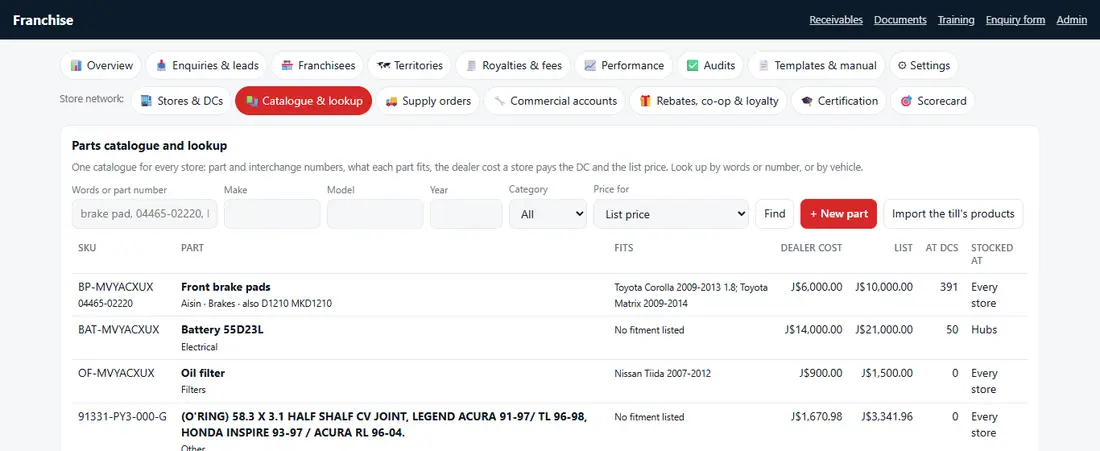 Franchise
Receivables Documents Training Enquiry form Admin
Overview Enquiries & leads Franchisees Territories Royalties & fees Performance Audits Templates & manual Settings
Store network: Stores & DCs Catalogue & lookup Supply orders Commercial accounts Rebates, co-op & loyalty Certification Scorecard
Parts catalogue and lookup
One catalogue for every store: part and interchange numbers, what each part fits, the dealer cost a store pays the DC and the list price. Look up by words or number, or by vehicle.
Words or part number Make Model Year Category Price for
brake pad, 04465-02220, All List price Find + New part Import the till's products
SKU PART FITS DEALER COST LIST AT DCS STOCKED
AT
BP-MVYACXUX Front brake pads Toyota Corolla 2009-2013 1.8; Toyota J$6,000.00 J$10,000.00 391 Every
04465-02220 Aisin · Brakes · also D1210 MKD1210 Matrix 2009-2014 store
BAT-MVYACXUX Battery 55D23L No fitment listed J$14,000.00 J$21,000.00 50 Hubs
Electrical
OF-MVYACXUX Oil filter Nissan Tiida 2007-2012 J$900.00 J$1,500.00 0 Every
Filters store
91331-PY3-000-G (O'RING) 58.3 X 3.1 HALF SHALF CV JOINT, LEGEND ACURA 91-97/ TL 96-98, No fitment listed J$1,670.98 J$3,341.96 0 Every
HONDA INSPIRE 93-97 / ACURA RL 96-04. store
Other